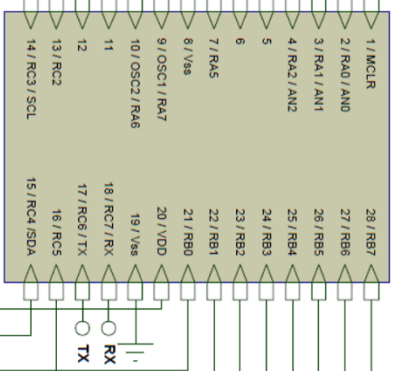 14 / RC3 / SCL
13 / RC2
12
11
10 / OSC2 / RA6
9 / OSC1 / RA7
8 / Vss
7 / RA5
6
5
4 / RA2 / AN2
3 / RA1 / AN1
2 / RA0 / AN0
1 / MCLR
15 / RC4 /SDA
16 / RC5
17 / RC6 / TX
18 / RC7 / RX
19 / Vss
20 / VDD
21 / RB0
22 / RB1
23 / RB2
24 / RB3
25 / RB4
26 / RB5
27 / RB6
28 / RB7
TX
RX